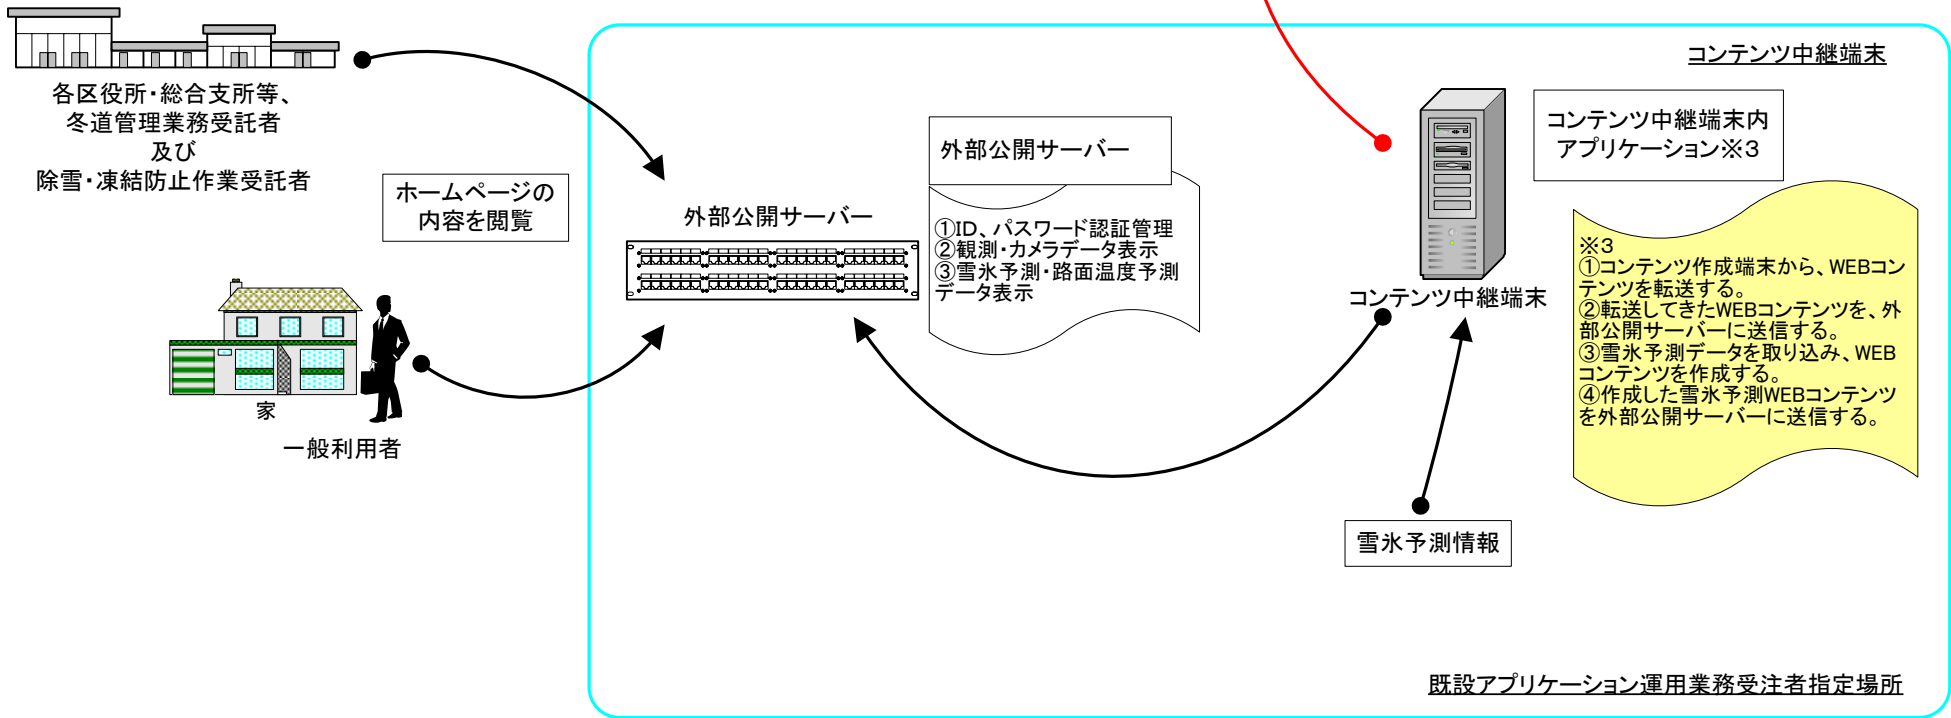 各区役所・総合支所等、
冬道管理業務受託者
及び
除雪・凍結防止作業受託者
ホームページの
内容を閲覧
家
一般利用者
外部公開サーバー
外部公開サーバー
①ID、パスワード認証管理
②観測・カメラデータ表示
③雪氷予測・路面温度予測
データ表示
コンテンツ中継端末
コンテンツ中継端末
コンテンツ中継端末内
アプリケーション※3
※3
①コンテンツ作成端末から、WEBコン
テンツを転送する。
②転送してきたWEBコンテンツを、外
部公開サーバーに送信する。
③雪氷予測データを取り込み、WEB
コンテンツを作成する。
④作成した雪氷予測WEBコンテンツ
を外部公開サーバーに送信する。
雪氷予測情報
既設アプリケーション運用業務受注者指定場所